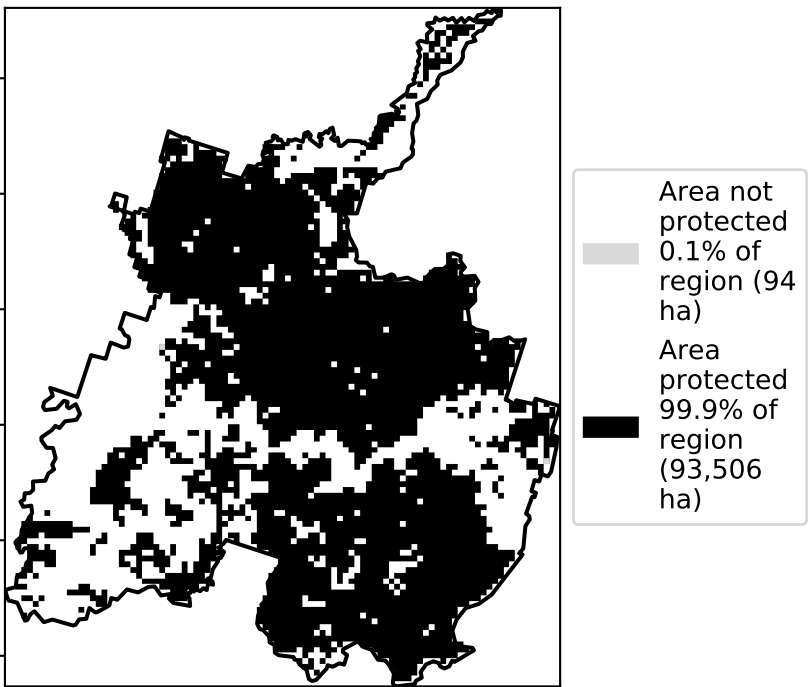 Area not
protected
0.1% of
region (94
ha)
Area
protected
99.9% of
region
(93,506
ha)